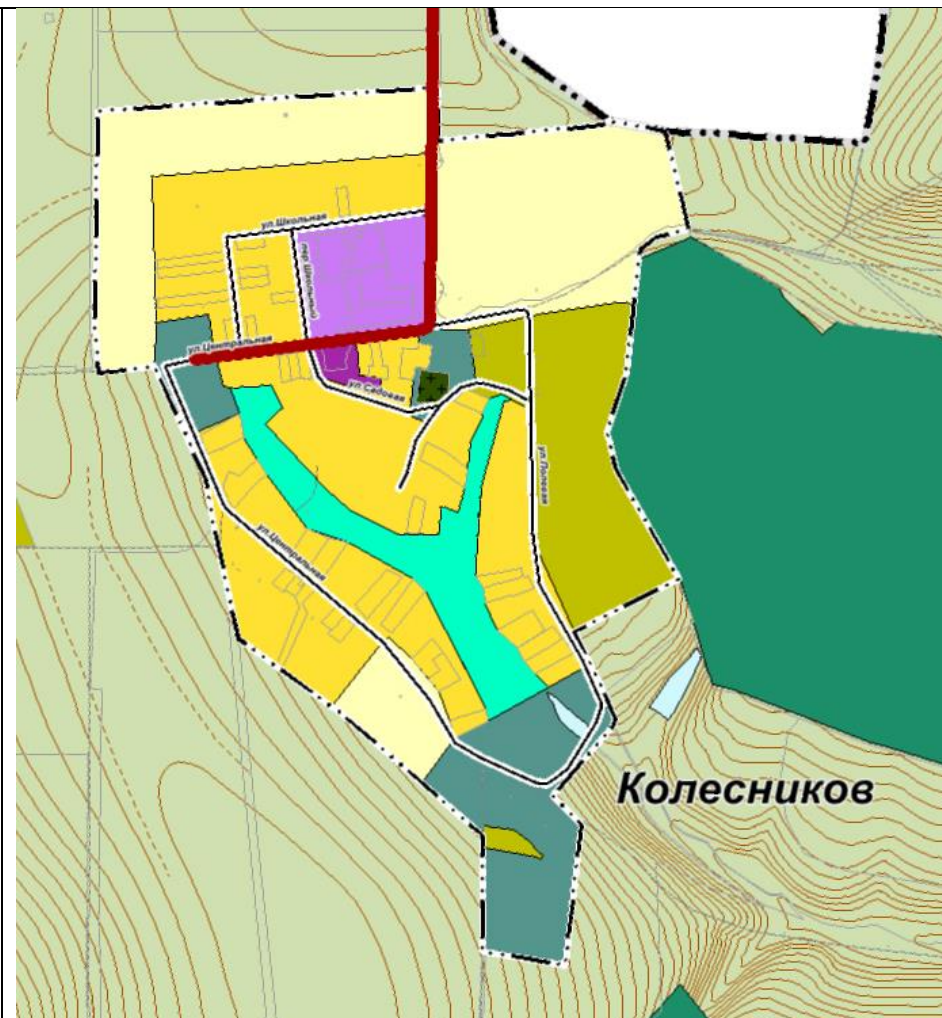 ул.Школьная
пер.Школьный
ул.Центральная
ул.Садовая
ул.Полевая
ул.Центральная
Колесников